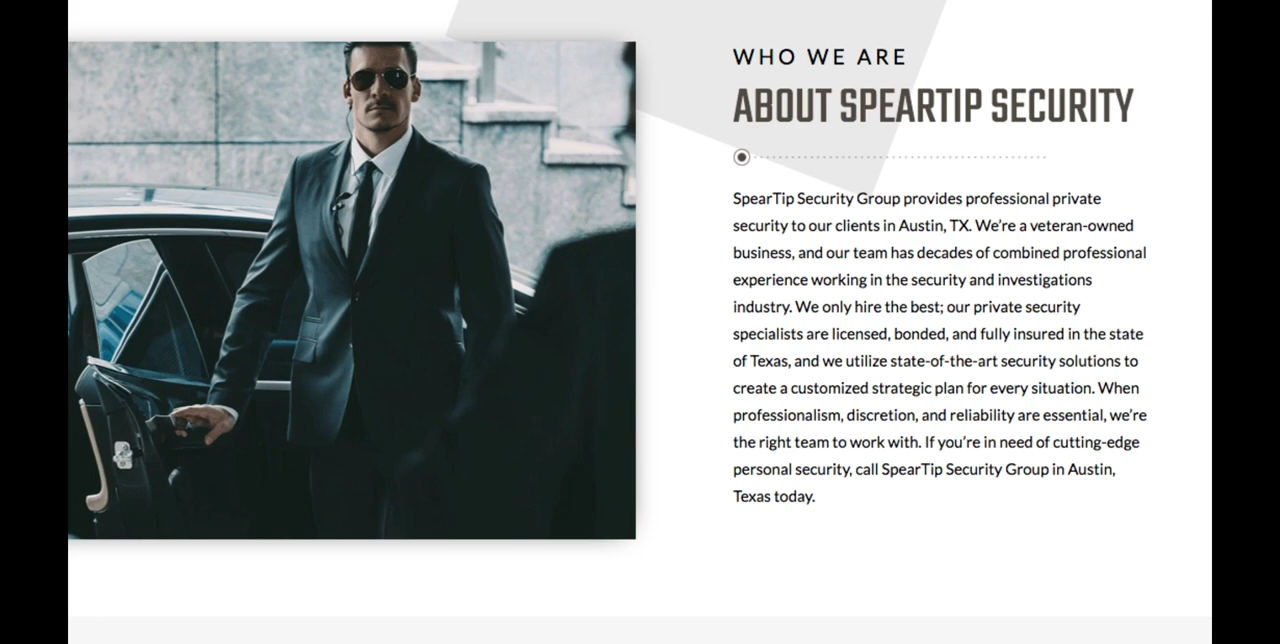 WHO WE ARE
ABOUT SPEARTIP SECURITY
SpearTip Security Group provides professional private
security to our clients in Austin, TX. We’re a veteran-owned
business, and our team has decades of combined professional
experience working in the security and investigations
industry. We only hire the best; our private security
specialists are licensed, bonded, and fully insured in the state
of Texas, and we utilize state-of-the-art security solutions to
create a customized strategic plan for every situation. When
professionalism, discretion, and reliability are essential, we’re
the right team to work with. If you’re in need of cutting-edge
personal security, call SpearTip Security Group in Austin,
Texas today.